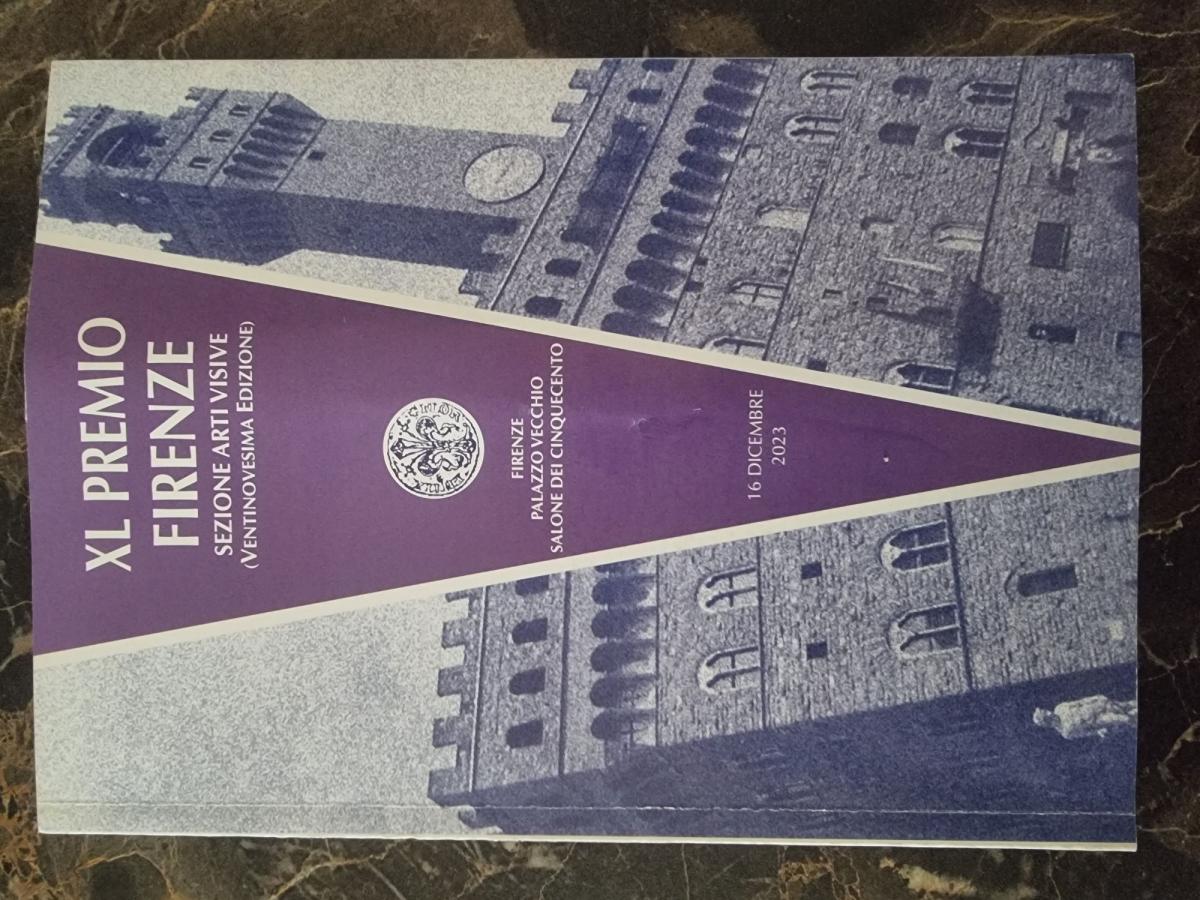 XL PREMIO
FIRENZE
SEZIONE ARTI VISIVE
(VENTINOVESIMA EDIZIONE)
FIRENZE
PALAZZO VECCHIO
SALONE DEI CINQUECENTO
16 DICEMBRE
2023